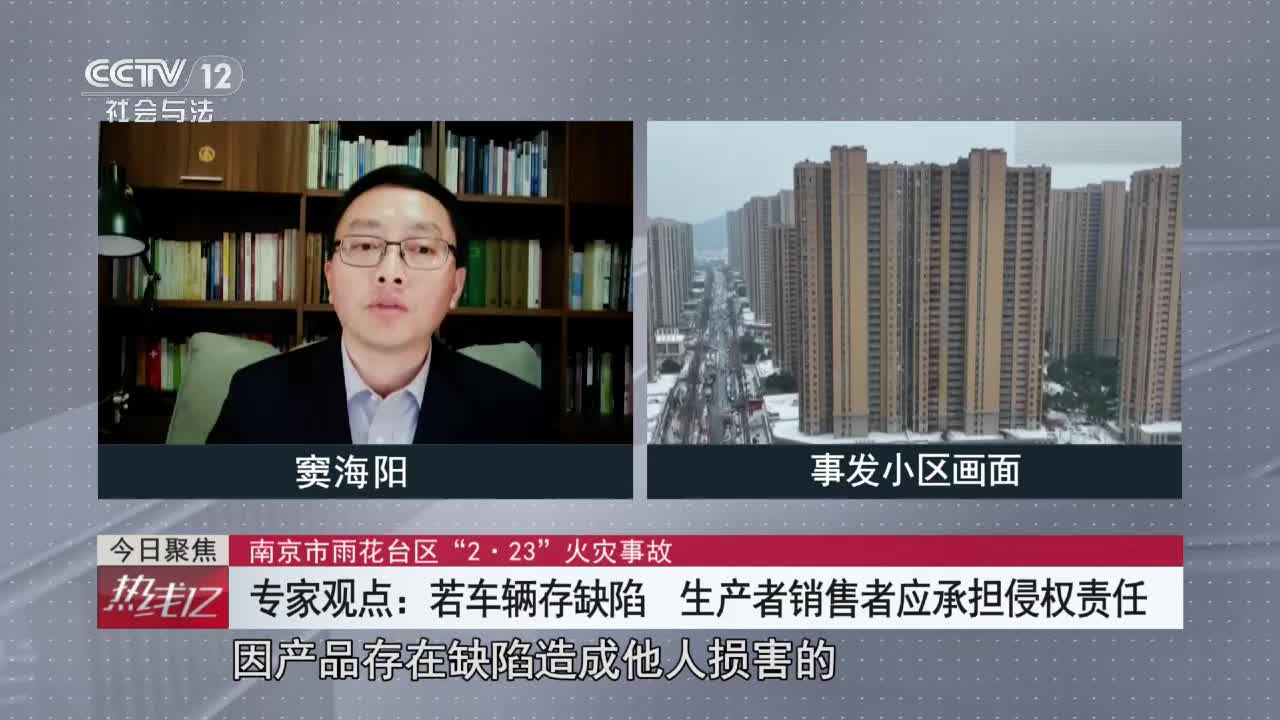 CCTV 12
社会与法
窦海阳
事发小区画面
今日聚焦
南京市雨花台区“2·23”火灾事故
热线12
专家观点：若车辆存缺陷 生产者销售者应承担侵权责任
因产品存在缺陷造成他人损害的